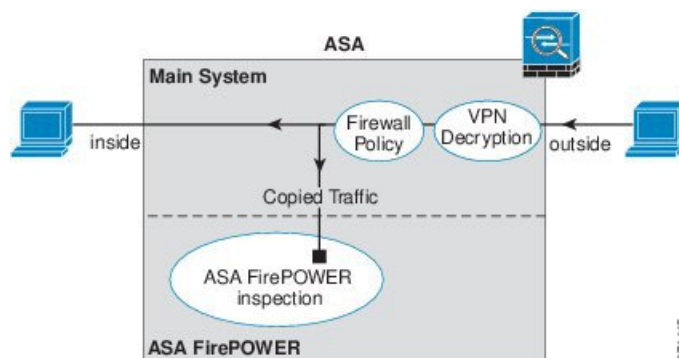 ASA
Main System
inside
Firewall
Policy
VPN
Decryption
outside
Copied Traffic
ASA FirePOWER
inspection
ASA FirePOWER